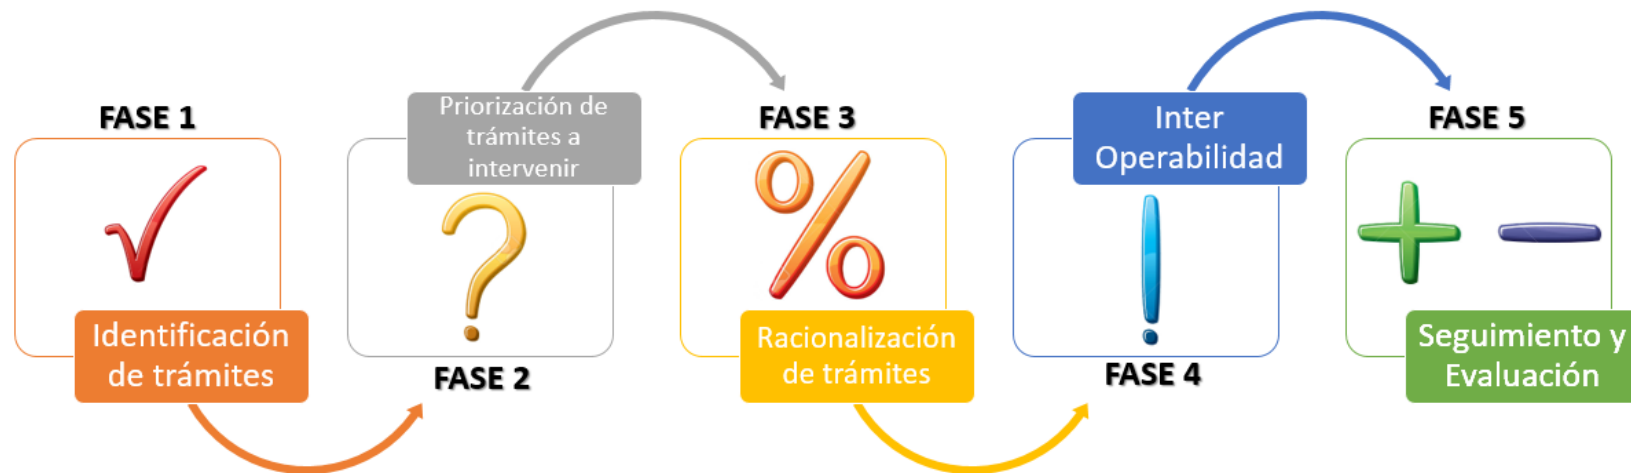 FASE 1
Identificación
de trámites
Priorización de
trámites a
intervenir
FASE 2
FASE 3
Racionalización
de trámites
Inter
Operabilidad
FASE 4
FASE 5
Seguimiento y
Evaluación